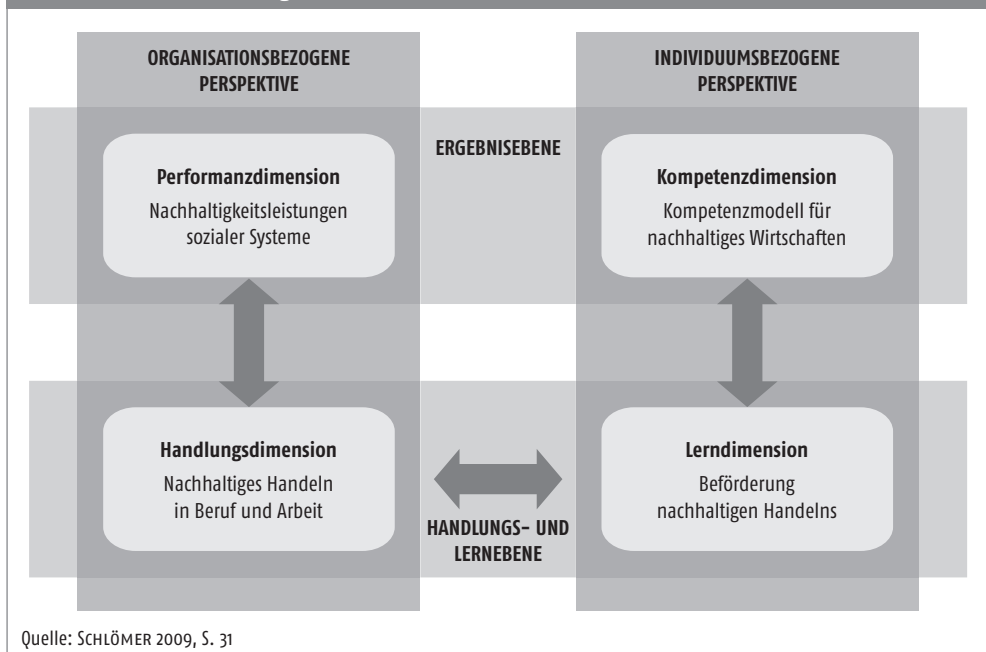 ORGANISATIONSBEZOGENE
PERSPEKTIVE
INDIVIDUUMSBEZOGENE
PERSPEKTIVE
ERGEBNISEBENE
Performanzdimension
Nachhaltigkeitsleistungen
sozialer Systeme
Kompetenzdimension
Kompetenzmodell für
nachhaltiges Wirtschaften
Handlungsdimension
Nachhaltiges Handeln
in Beruf und Arbeit
HANDLUNGS- UND
LERNEBENE
Lerndimension
Beförderung
nachhaltigen Handelns
Quelle: SCHLÖMER 2009, S. 31